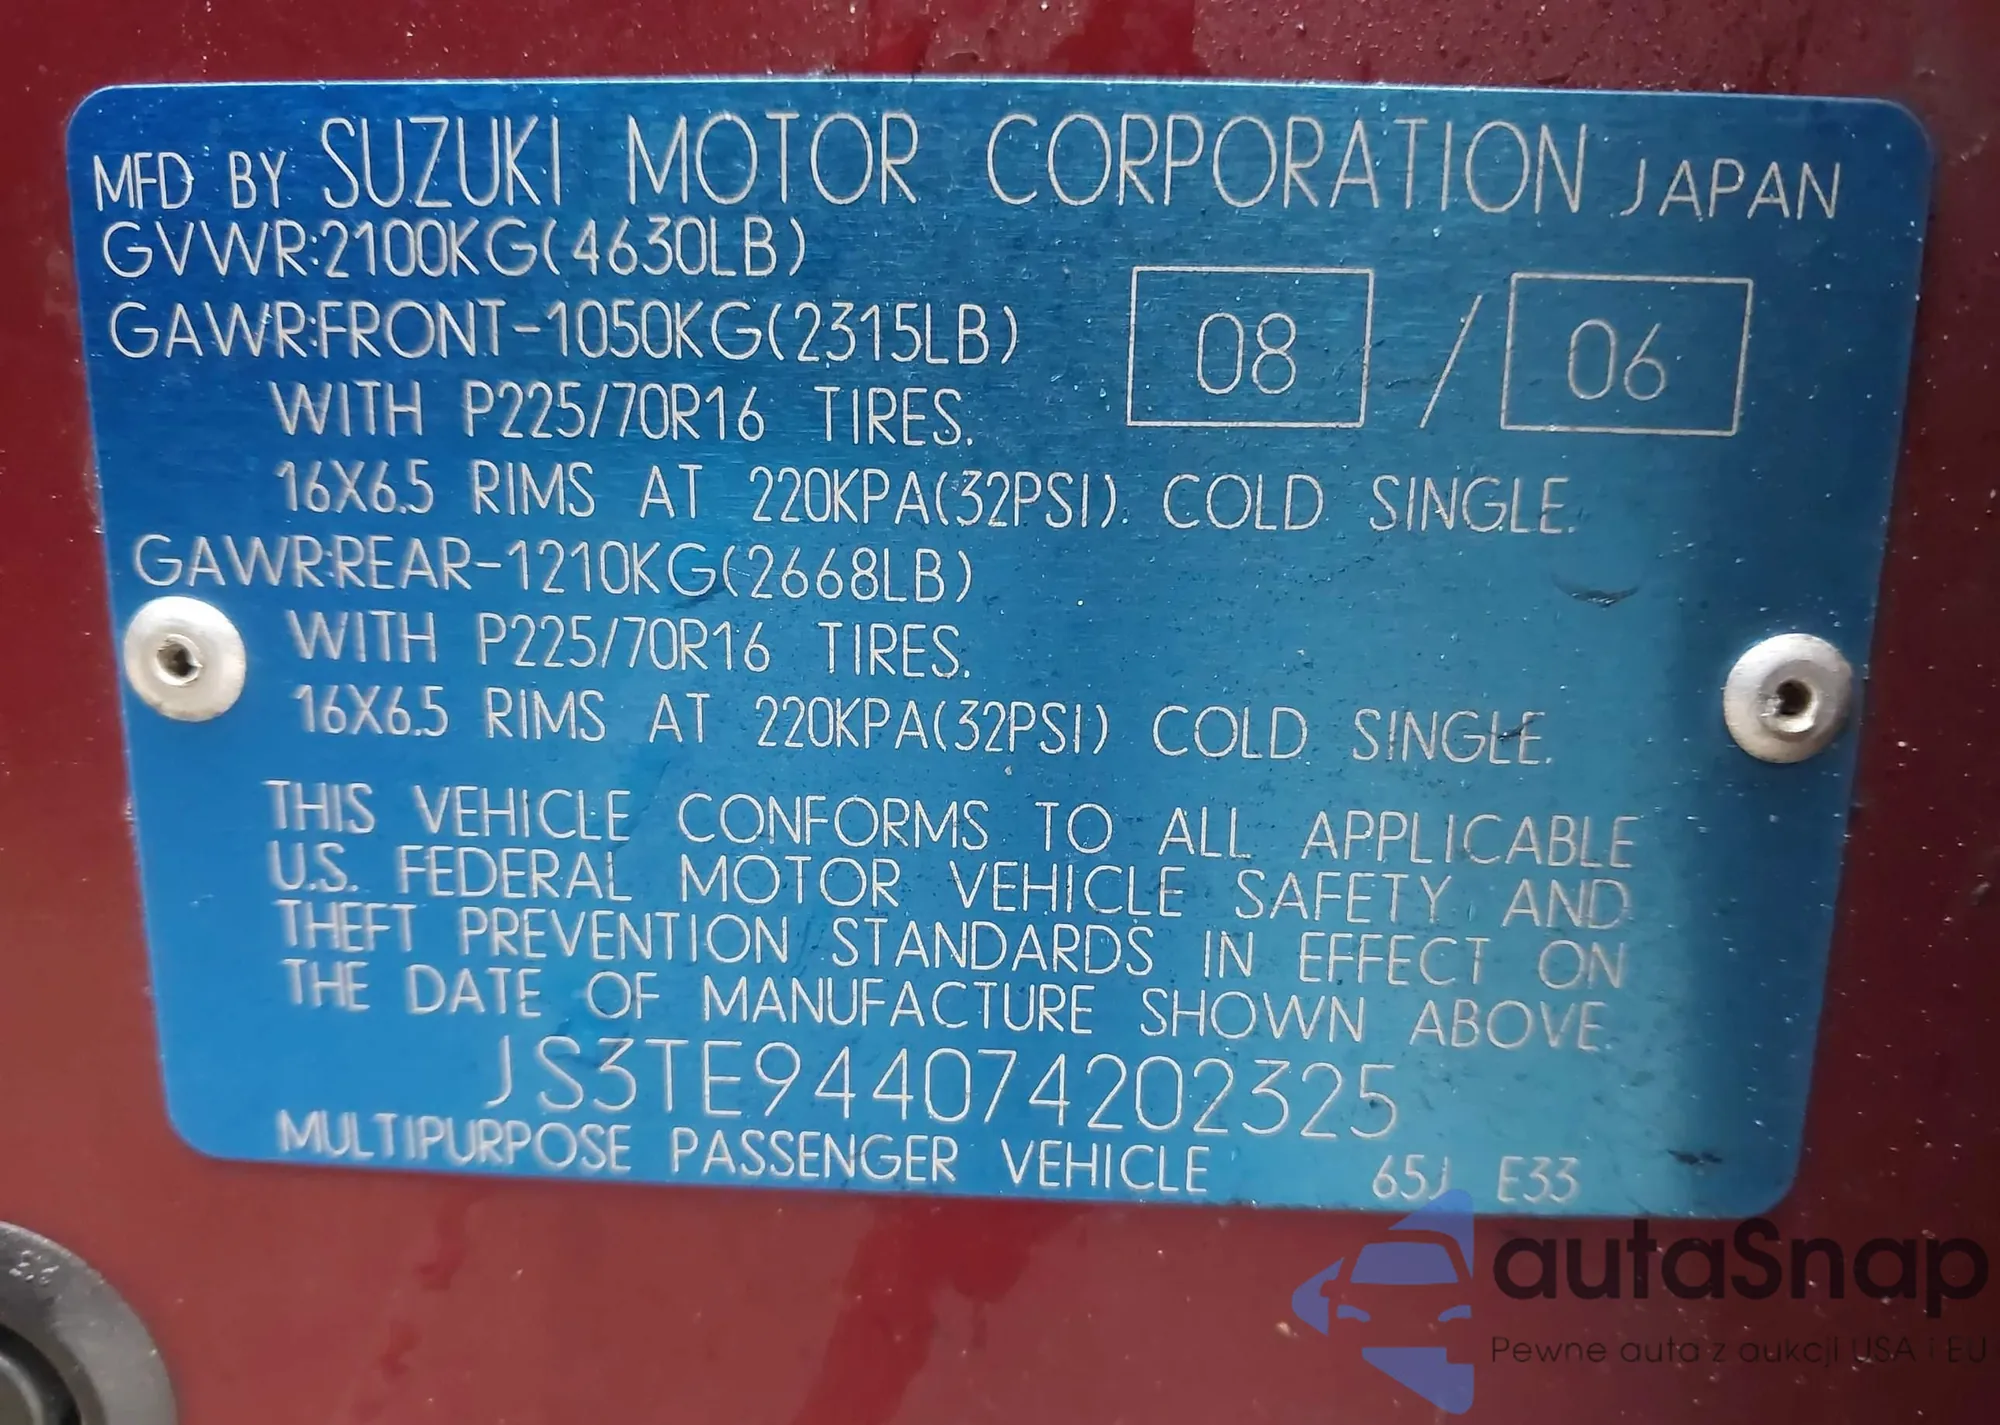 MFD BY SUZUKI MOTOR CORPORATION JAPAN
GVWR:2100KG(4630LB)
GAWR:FRONT-1050KG(2315LB)
08 / 06
WITH P225/70R16 TIRES.
16X6.5 RIMS AT 220KPA(32PSI). COLD SINGLE.
GAWR:REAR-1210KG(2668LB)
WITH P225/70R16 TIRES.
16X6.5 RIMS AT 220KPA(32PSI) COLD SINGLE.
THIS VEHICLE CONFORMS TO ALL APPLICABLE
U.S. FEDERAL MOTOR VEHICLE SAFETY AND
THEFT PREVENTION STANDARDS IN EFFECT ON
THE DATE OF MANUFACTURE SHOWN ABOVE.
JS3TE944074202325
MULTIPURPOSE PASSENGER VEHICLE 65J E33
autaSnap
Pewne auta z aukcji USA i EU